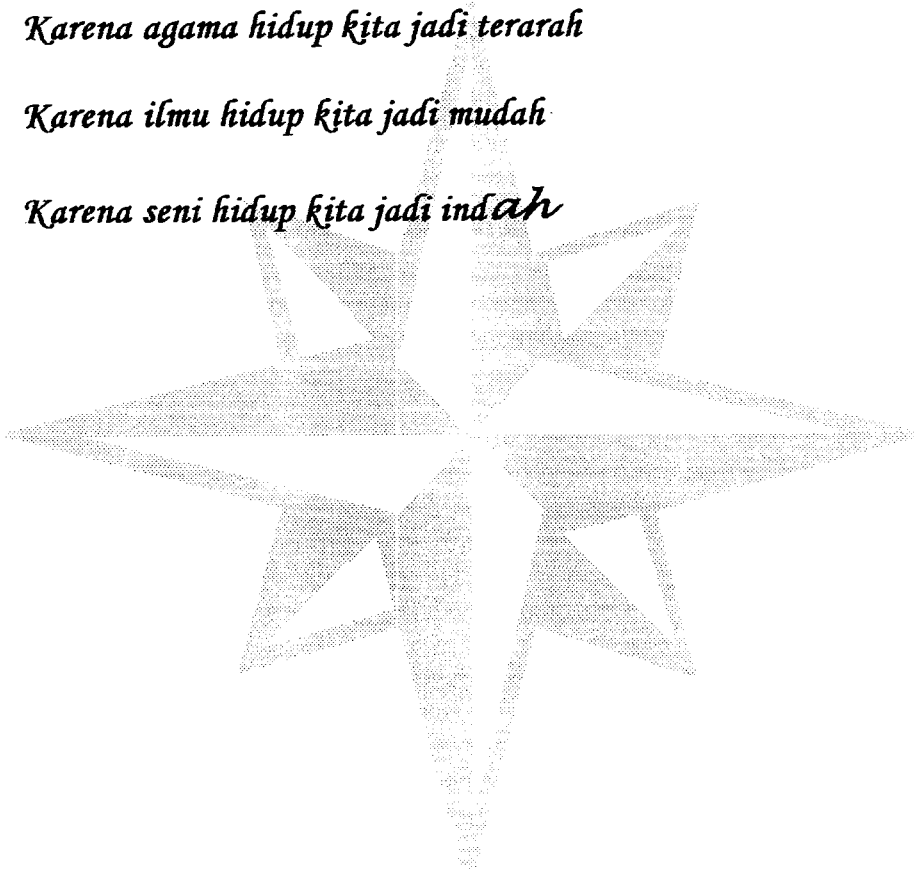 Karena agama hidup kita jadi terarah
Karena ilmu hidup kita jadi mudah
Karena seni hidup kita jadi indah